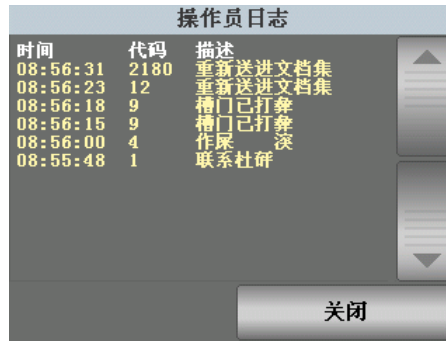 操作员日志
时间 代码 描述
08:56:31 2180 重新送进文档集
08:56:23 12 重新送进文档集
08:56:18 9 槽门已打
08:56:15 9 槽门已打
08:56:00 4 作
08:55:48 1 联系杜
关闭